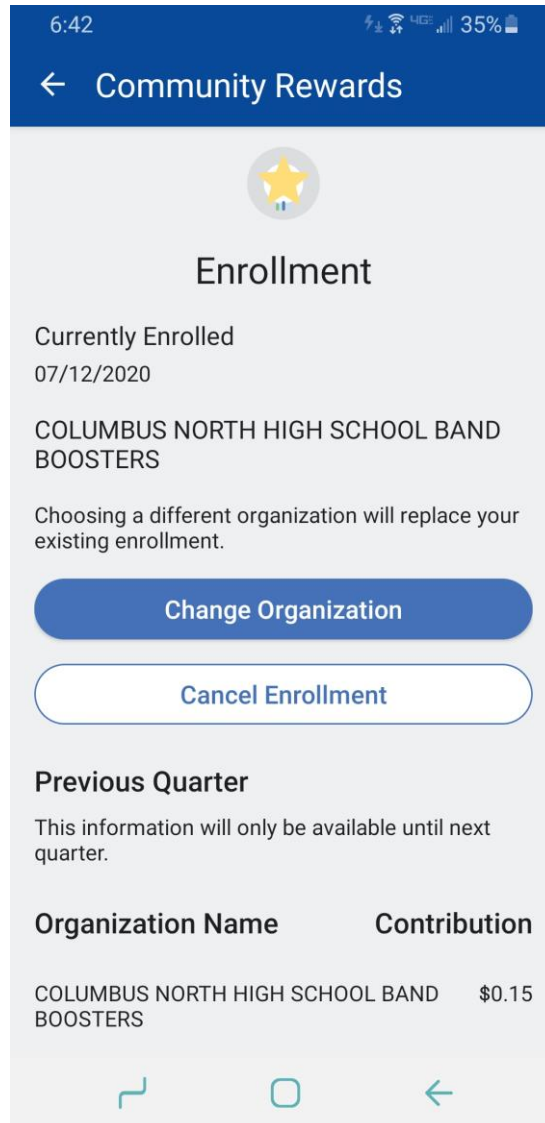 6:42 4GE 35%
Community Rewards
Enrollment
Currently Enrolled
07/12/2020
COLUMBUS NORTH HIGH SCHOOL BAND
BOOSTERS
Choosing a different organization will replace your
existing enrollment.
Change Organization
Cancel Enrollment
Previous Quarter
This information will only be available until next
quarter.
Organization Name Contribution
COLUMBUS NORTH HIGH SCHOOL BAND $0.15
BOOSTERS